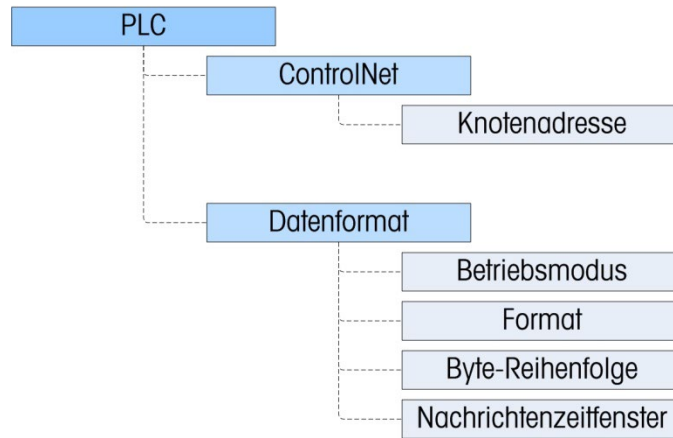 PLC
ControlNet
Knotenadresse
Datenformat
Betriebsmodus
Format
Byte-Reihenfolge
Nachrichtenzeitfenster